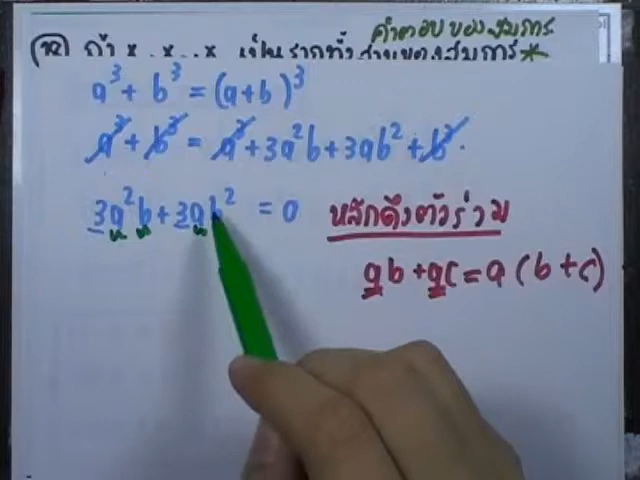 คำตอบของสมการ
ถ้า x . x . . x เป็นรากทั้ง สามของสมการ *
a³ + b³ = (a+b)³
a³ + b³ = a³ + 3a²b + 3ab² + b³.
3a²b + 3ab² = 0
หลักดึงตัวร่วม
ab + ac = a(b+c)